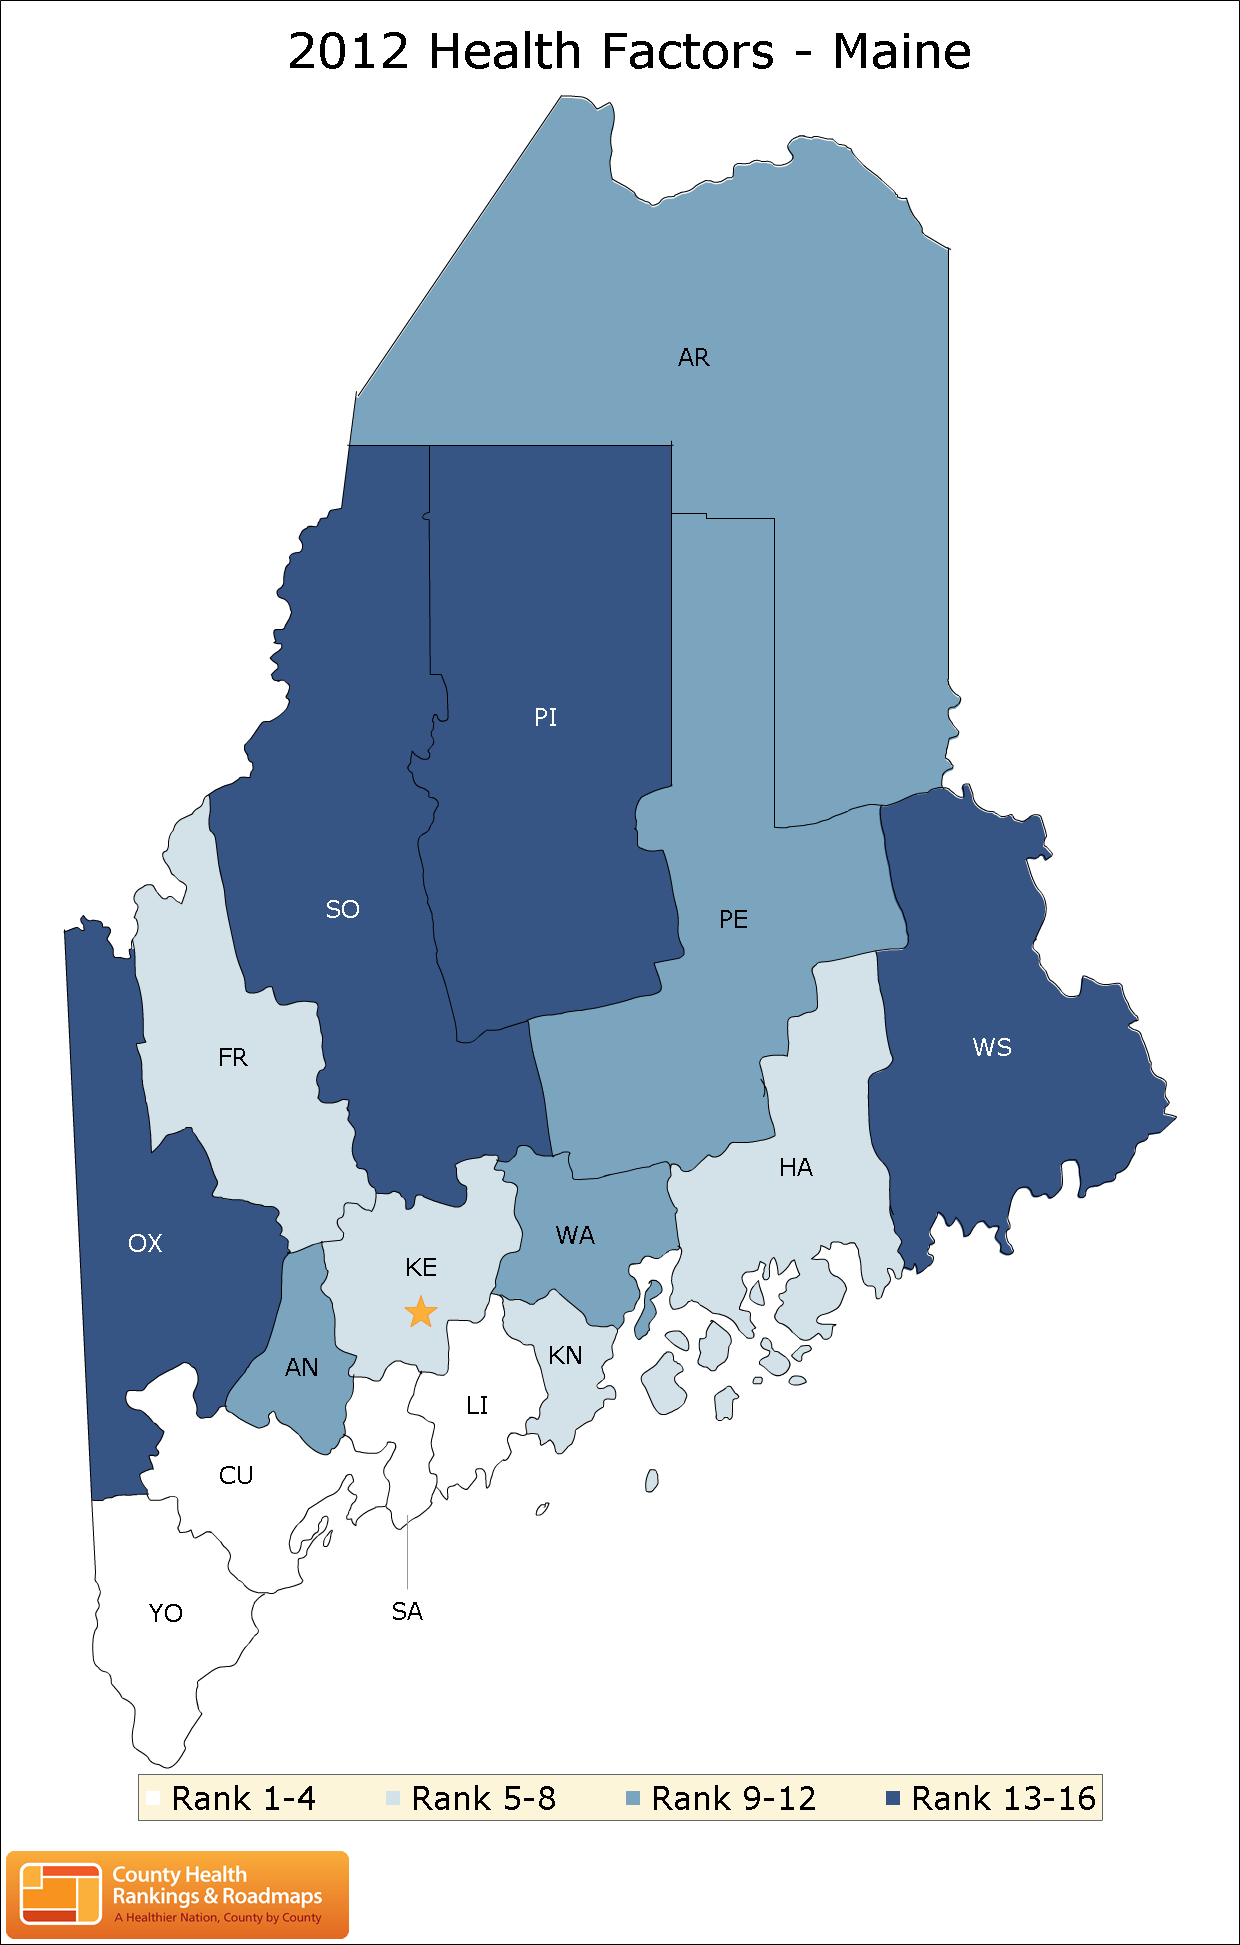 2012 Health Factors - Maine
AR
PI
SO
PE
WS
FR
HA
OX
WA
KE
KN
AN
LI
CU
SA
YO
Rank 1-4 Rank 5-8 Rank 9-12 Rank 13-16
County Health
Rankings & Roadmaps
A Healthier Nation, County by County